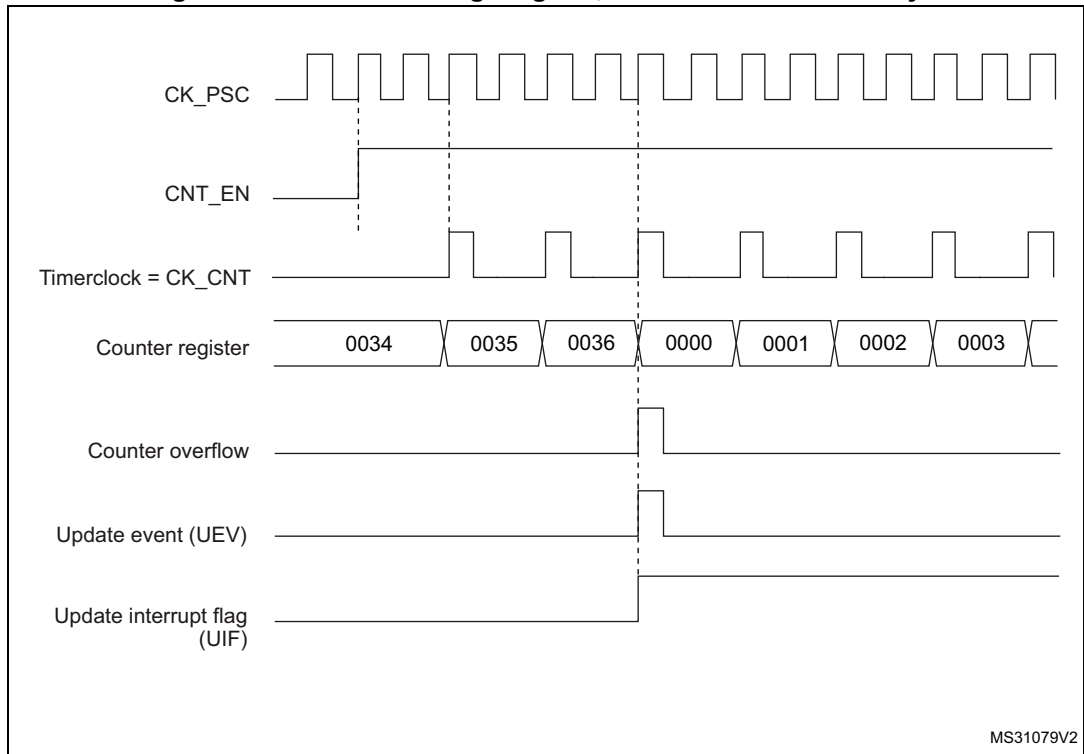 CK_PSC
CNT_EN
Timerclock = CK_CNT
Counter register
0034 0035 0036 0000 0001 0002 0003
Counter overflow
Update event (UEV)
Update interrupt flag
(UIF)
MS31079V2